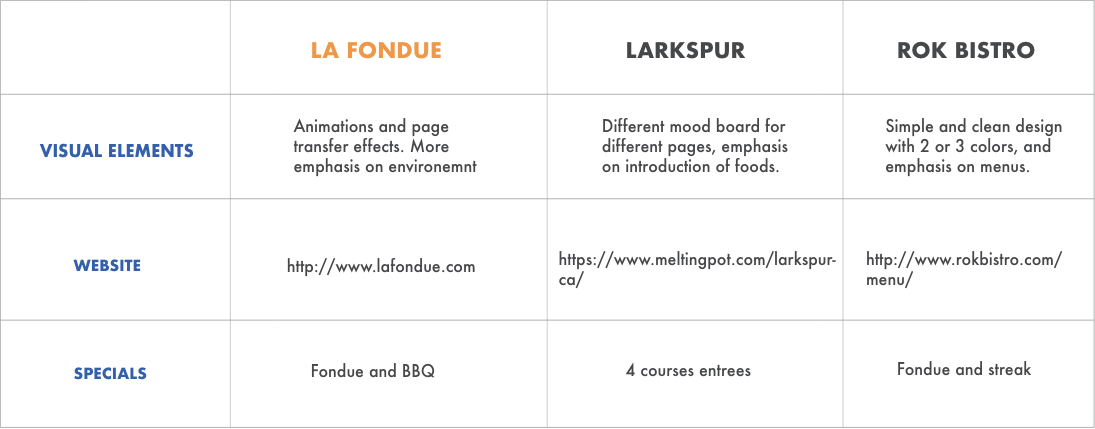 LA FONDUE
LARKSPUR
ROK BISTRO
VISUAL ELEMENTS
Animations and page
transfer effects. More
emphasis on environemnt
Different mood board for
different pages, emphasis
on introduction of foods.
Simple and clean design
with 2 or 3 colors, and
emphasis on menus.
WEBSITE
http://www.lafondue.com
https://www.meltingpot.com/larkspur-
ca/
http://www.rokbistro.com/
menu/
SPECIALS
Fondue and BBQ
4 courses entrees
Fondue and streak